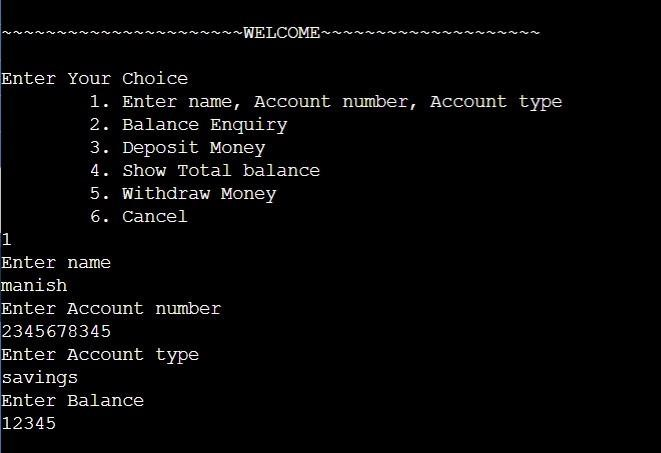 ~~~~~~~~~~~~~~~~~~~~~~WELCOME~~~~~~~~~~~~~~~~~~~~
Enter Your Choice
1. Enter name, Account number, Account type
2. Balance Enquiry
3. Deposit Money
4. Show Total balance
5. Withdraw Money
6. Cancel
1
Enter name
manish
Enter Account number
2345678345
Enter Account type
savings
Enter Balance
12345